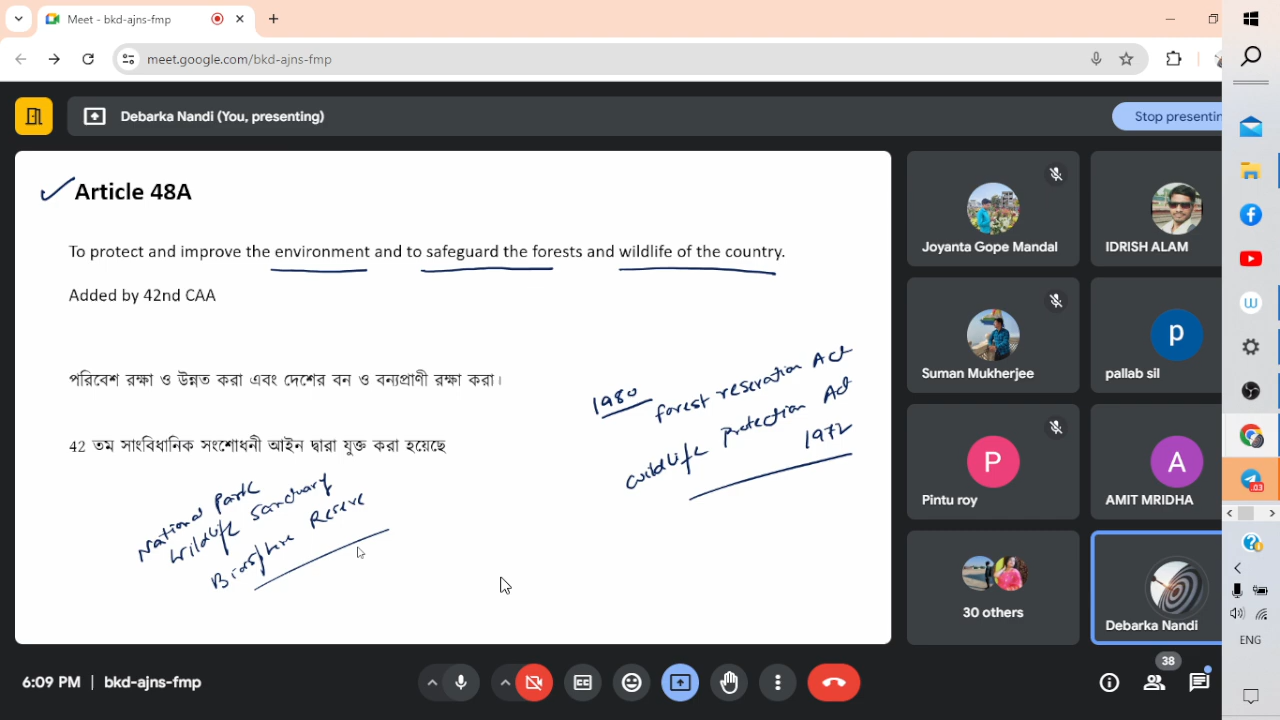 Meet - bkd-ajns-fmp
meet.google.com/bkd-ajns-fmp
Debarka Nandi (You, presenting)
Stop presentin
Article 48A
To protect and improve the environment and to safeguard the forests and wildlife of the country.
Added by 42nd CAA
পরিবেশ রক্ষা ও উন্নত করা এবং দেশের বন ও বন্যপ্রাণী রক্ষা করা।
42 তম সাংবিধানিক সংশোধনী আইন দ্বারা যুক্ত করা হয়েছে
1980 forest reseration Act
wildlife protection Act
1972
National Park
Wildlife Sanctuary
Biosphere Reserve
Joyanta Gope Mandal
IDRISH ALAM
Suman Mukherjee
p
pallab sil
P
Pintu roy
A
AMIT MRIDHA
30 others
Debarka Nandi
6:09 PM | bkd-ajns-fmp
38
03
ENG